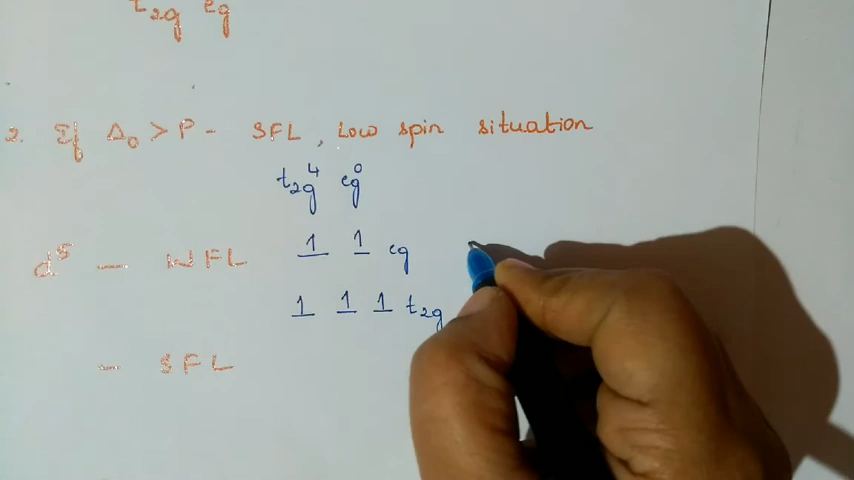 t₂g eg
2. If Δ₀ > P - SFL, Low spin situation
t₂g⁴ eg⁰
d⁵ - WFL 1 1 eg
1 1 1 t₂g
- SFL